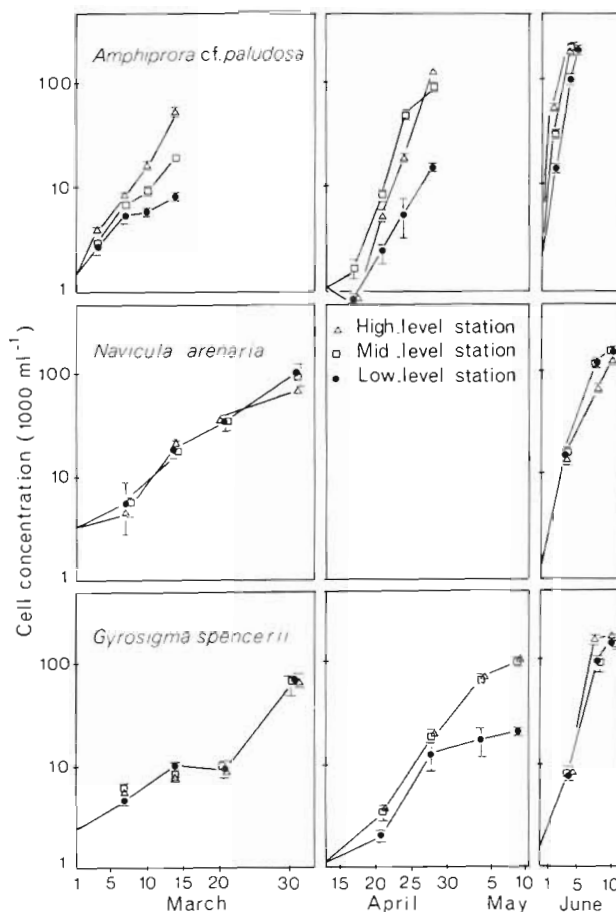 Amphiprora cf. paludosa
100
10
1
Navicula arenaria
△ High level station
□ Mid level station
● Low level station
100
10
1
Cell concentration (1000 ml⁻¹)
Gyrosigma spencerii
100
10
1
1 5 10 15 20 30
March
15 20 25 5 10
April May
1 5 10
June